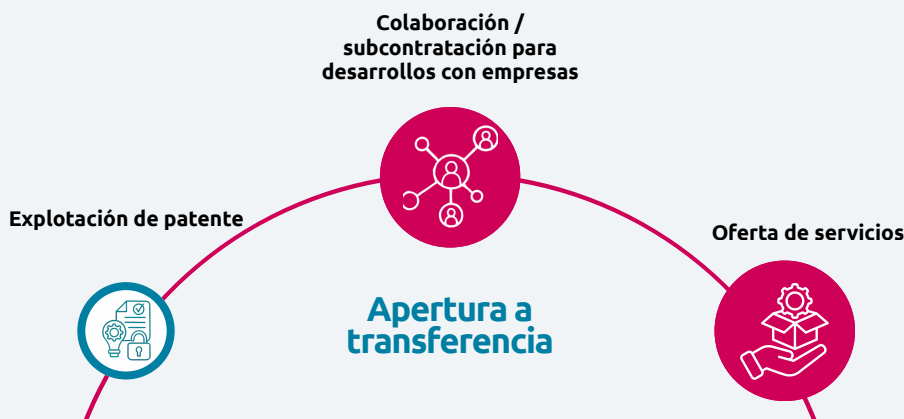 Colaboración /
subcontratación para
desarrollos con empresas
Explotación de patente
Oferta de servicios
Apertura a
transferencia